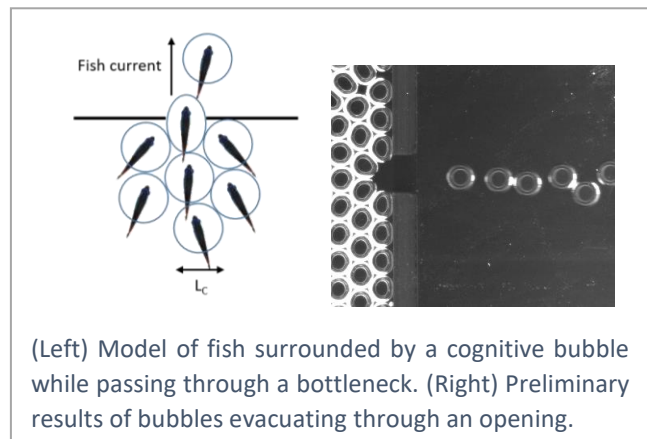 Fish current
L_C
(Left) Model of fish surrounded by a cognitive bubble
while passing through a bottleneck. (Right) Preliminary
results of bubbles evacuating through an opening.